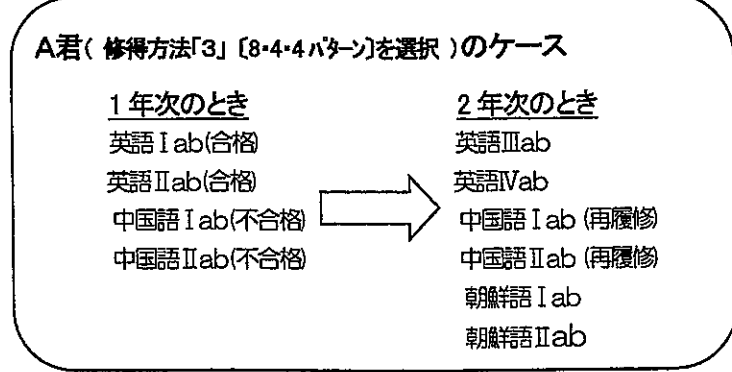 A君( 修得方法「3」〔8・4・4パターン〕を選択 )のケース
1年次のとき
英語Ⅰab(合格)
英語Ⅱab(合格)
中国語Ⅰab(不合格)
中国語Ⅱab(不合格)
2年次のとき
英語Ⅲab
英語Ⅳab
中国語Ⅰab (再履修)
中国語Ⅱab (再履修)
朝鮮語Ⅰab
朝鮮語Ⅱab